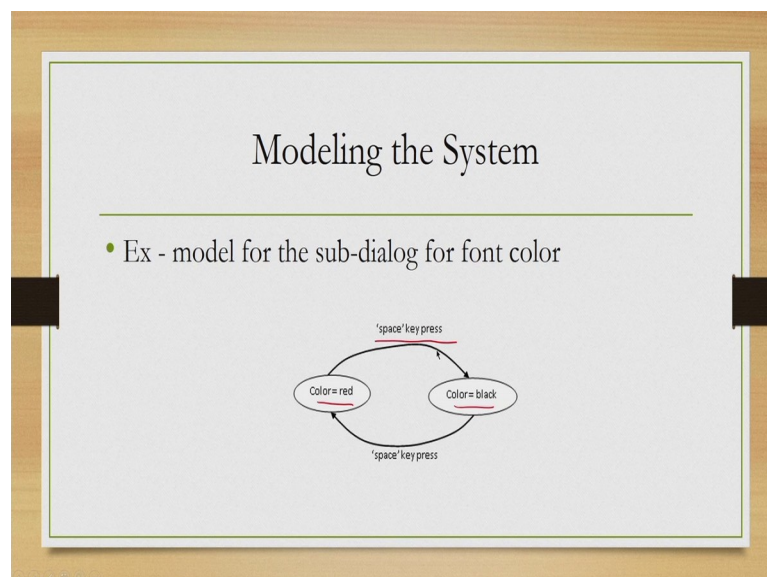 Modeling the System
• Ex - model for the sub-dialog for font color
'space' key press
Color= red
Color= black
'space' key press